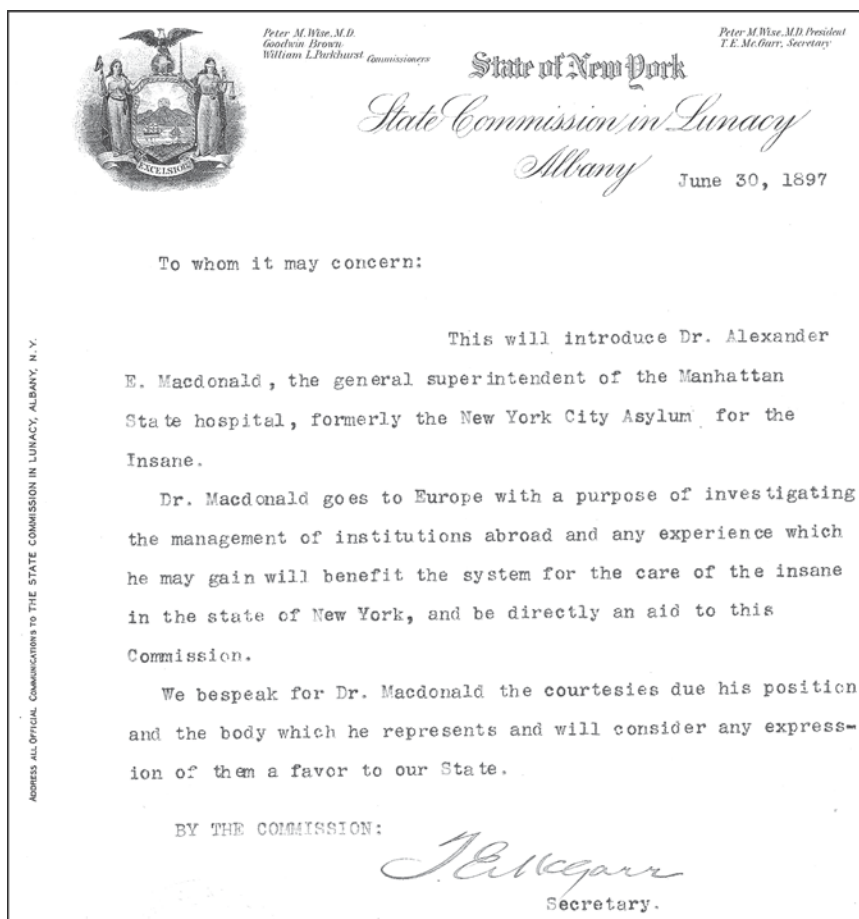 Peter M. Wise, M.D.
Goodwin Brown
William L. Parkhurst Commissioners
Peter M. Wise, M.D. President
T. E. Mc.Garr, Secretary
State of New York
State Commission in Lunacy
Albany
June 30, 1897
EXCELSIOR
To whom it may concern:
This will introduce Dr. Alexander
E. Macdonald, the general superintendent of the Manhattan
State hospital, formerly the New York City Asylum for the
Insane.
Dr. Macdonald goes to Europe with a purpose of investigating
the management of institutions abroad and any experience which
he may gain will benefit the system for the care of the insane
in the state of New York, and be directly an aid to this
Commission.
We bespeak for Dr. Macdonald the courtesies due his position
and the body which he represents and will consider any express-
ion of them a favor to our State.
BY THE COMMISSION:
T. E. McGarr
Secretary.
ADDRESS ALL OFFICIAL COMMUNICATIONS TO THE STATE COMMISSION IN LUNACY, ALBANY, N. Y.